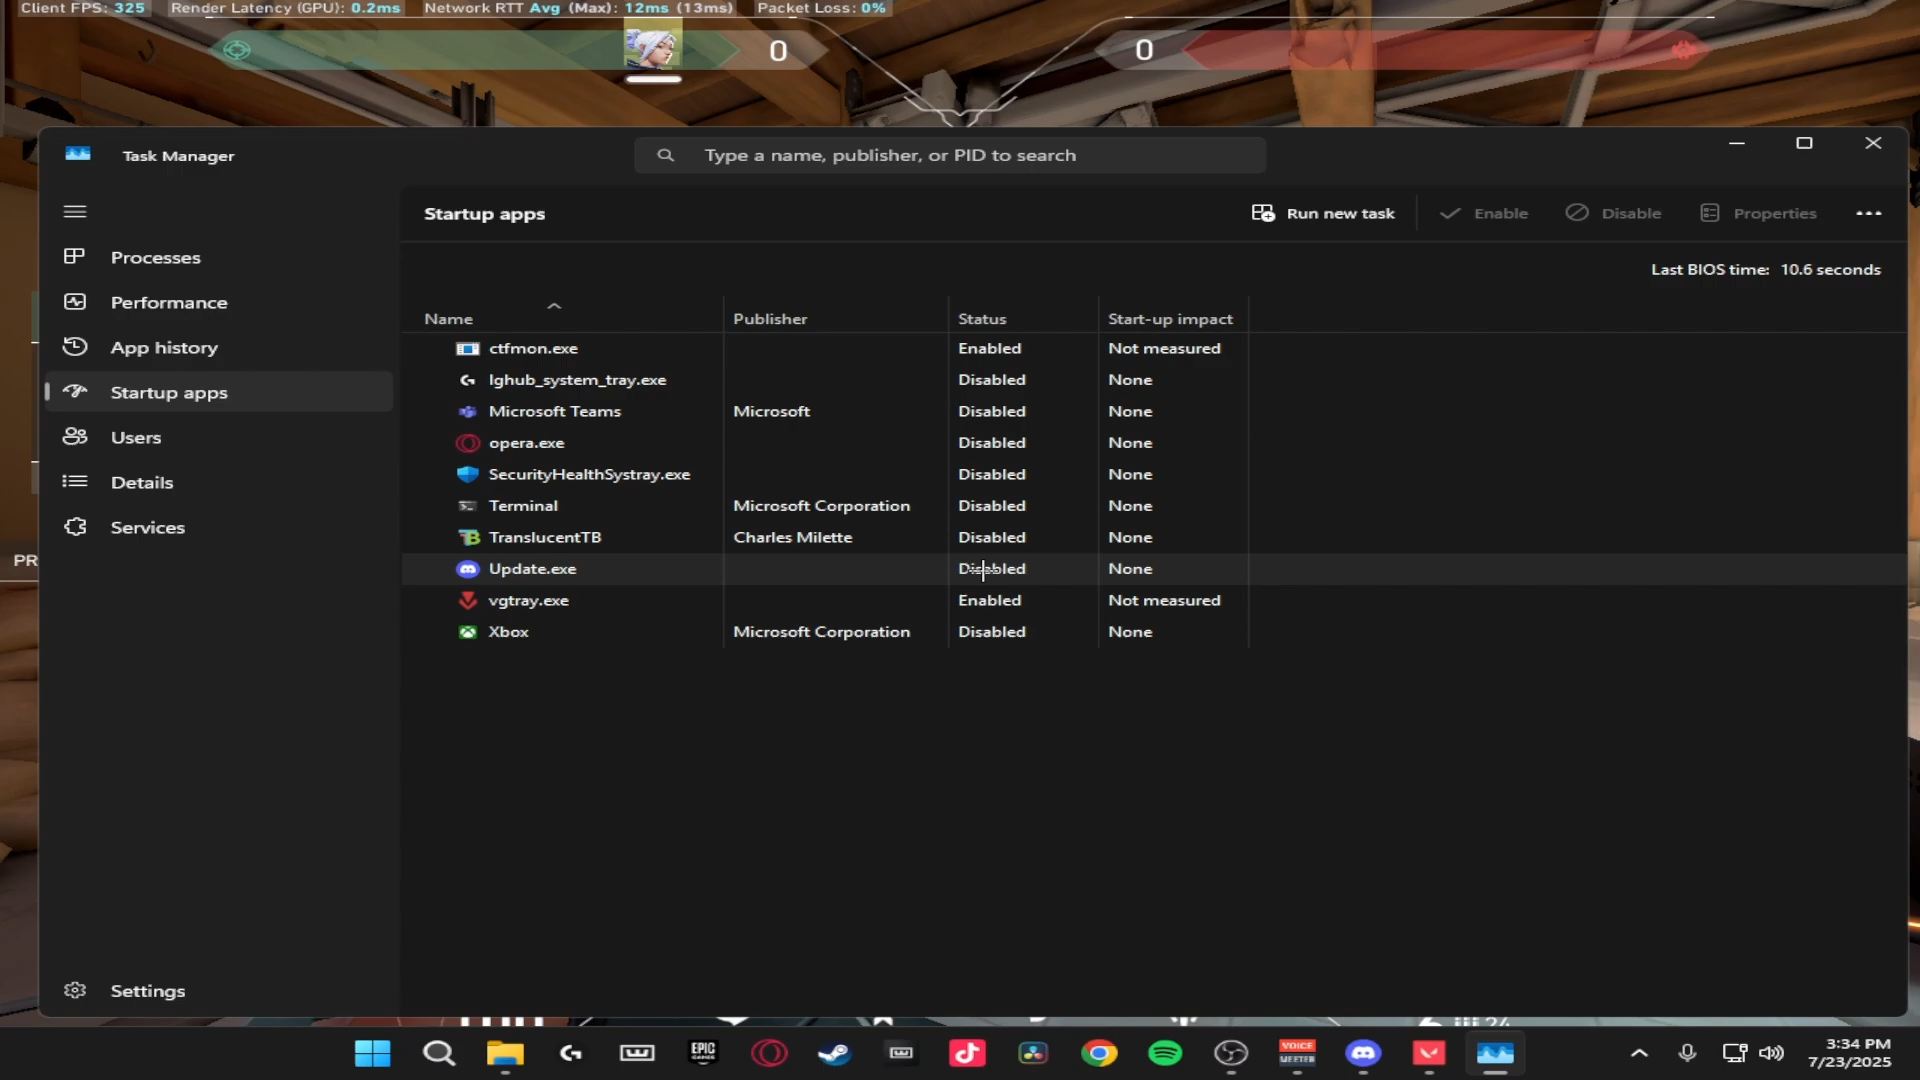 Client FPS: 325 Render Latency (GPU): 0.2ms Network RTT Avg (Max): 12ms (13ms) Packet Loss: 0%
0 0
Task Manager
Type a name, publisher, or PID to search
Startup apps
Run new task Enable Disable Properties
Last BIOS time: 10.6 seconds
Processes
Performance
App history
Startup apps
Users
Details
Services
Settings
Name Publisher Status Start-up impact
ctfmon.exe Enabled Not measured
lghub_system_tray.exe Disabled None
Microsoft Teams Microsoft Disabled None
opera.exe Disabled None
SecurityHealthSystray.exe Disabled None
Terminal Microsoft Corporation Disabled None
TranslucentTB Charles Milette Disabled None
Update.exe Disabled None
vgtray.exe Enabled Not measured
Xbox Microsoft Corporation Disabled None
PR
EPIC GAMES
VOICE MEETER
3:34 PM
7/23/2025